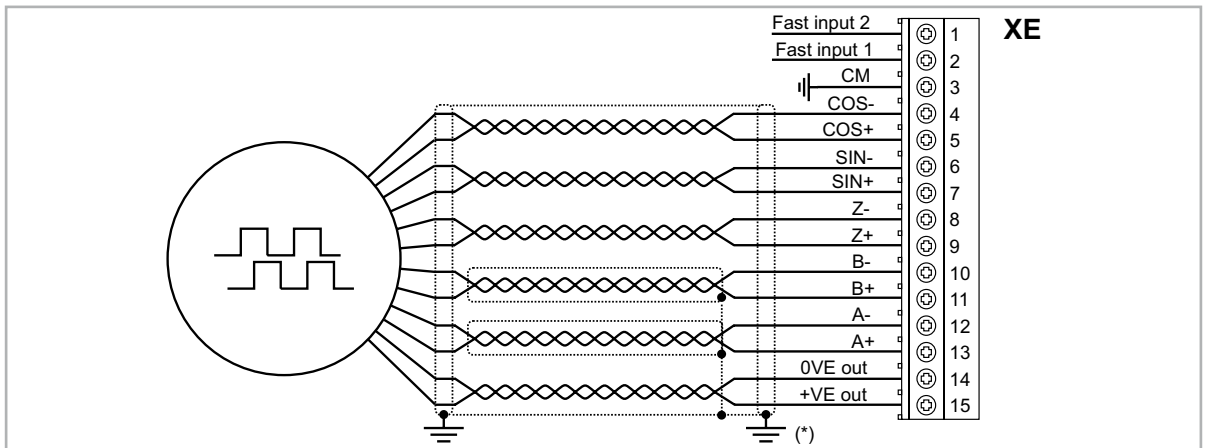 Fast input 2 1 XE
Fast input 1 2
CM 3
COS- 4
COS+ 5
SIN- 6
SIN+ 7
Z- 8
Z+ 9
B- 10
B+ 11
A- 12
A+ 13
0VE out 14
+VE out 15
(*)